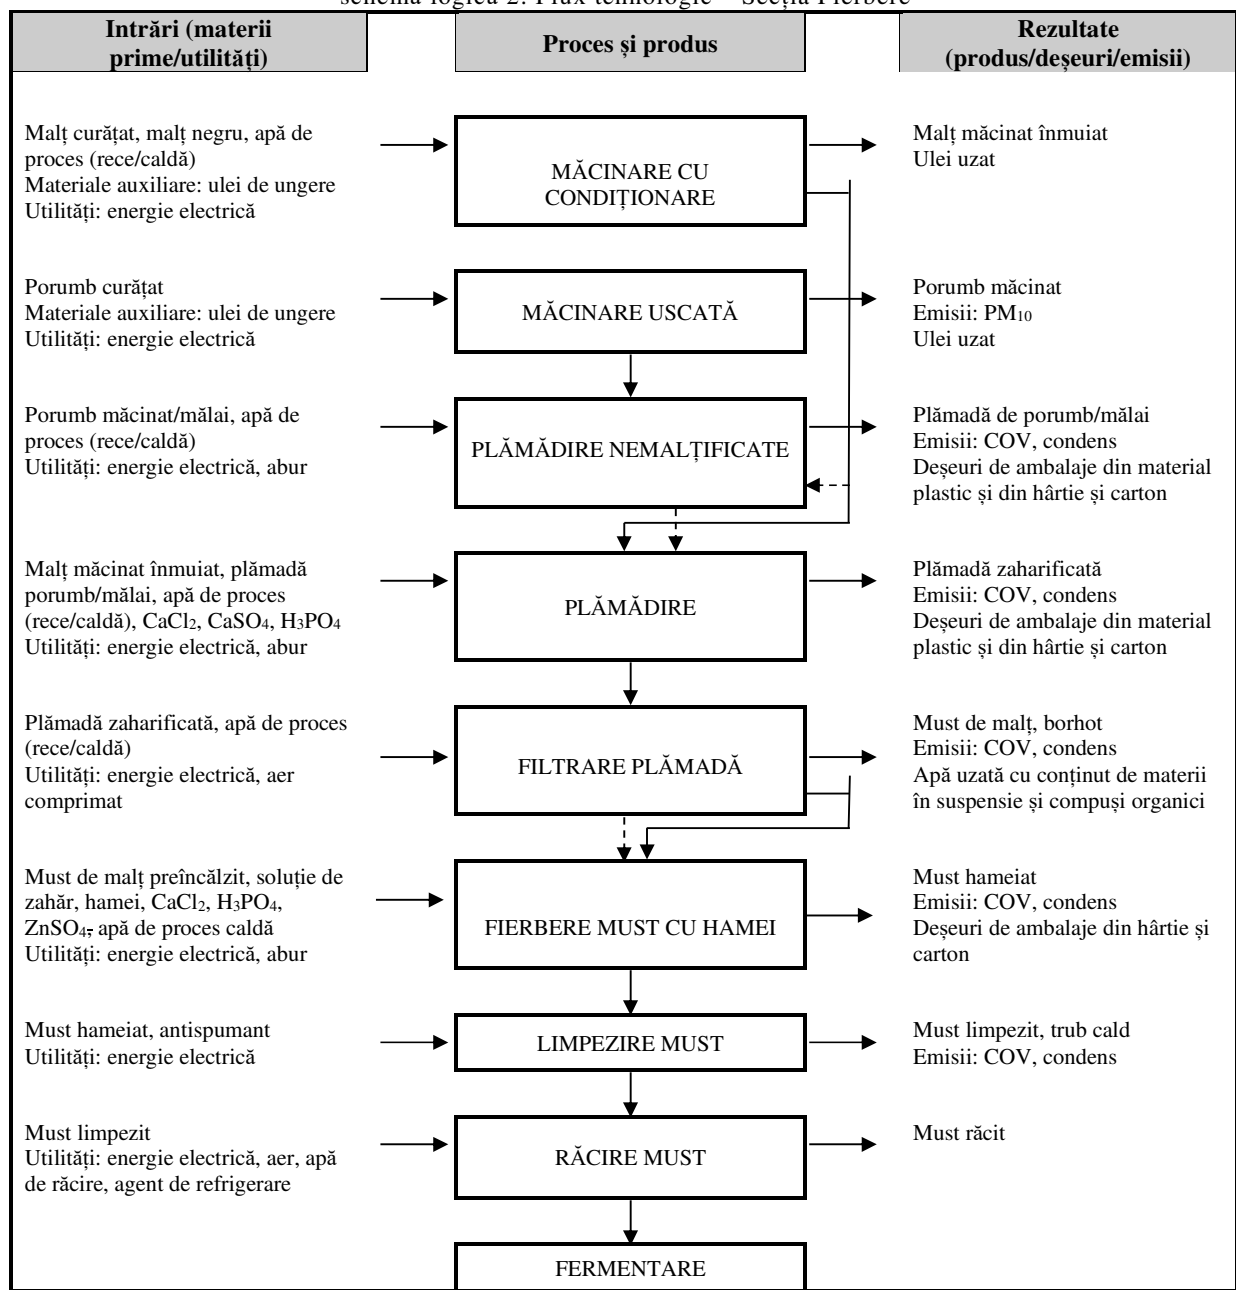 schema logică 2: Flux tehnologic – Secția Fierbere
Intrări (materii
prime/utilități)
Proces și produs
Rezultate
(produs/deșeuri/emisii)
Malț curățat, malț negru, apă de
proces (rece/caldă)
Materiale auxiliare: ulei de ungere
Utilități: energie electrică
MĂCINARE CU
CONDIȚIONARE
Malț măcinat înmuiat
Ulei uzat
Porumb curățat
Materiale auxiliare: ulei de ungere
Utilități: energie electrică
MĂCINARE USCATĂ
Porumb măcinat
Emisii: PM₁₀
Ulei uzat
Porumb măcinat/mălai, apă de
proces (rece/caldă)
Utilități: energie electrică, abur
PLĂMĂDIRE NEMALȚIFICATE
Plămadă de porumb/mălai
Emisii: COV, condens
Deșeuri de ambalaje din material
plastic și din hârtie și carton
Malț măcinat înmuiat, plămadă
porumb/mălai, apă de proces
(rece/caldă), CaCl₂, CaSO₄, H₃PO₄
Utilități: energie electrică, abur
PLĂMĂDIRE
Plămadă zaharificată
Emisii: COV, condens
Deșeuri de ambalaje din material
plastic și din hârtie și carton
Plămadă zaharificată, apă de proces
(rece/caldă)
Utilități: energie electrică, aer
comprimat
FILTRARE PLĂMADĂ
Must de malț, borhot
Emisii: COV, condens
Apă uzată cu conținut de materii
în suspensie și compuși organici
Must de malț preîncălzit, soluție de
zahăr, hamei, CaCl₂, H₃PO₄,
ZnSO₄, apă de proces caldă
Utilități: energie electrică, abur
FIERBERE MUST CU HAMEI
Must hameiat
Emisii: COV, condens
Deșeuri de ambalaje din hârtie și
carton
Must hameiat, antispumant
Utilități: energie electrică
LIMPEZIRE MUST
Must limpezit, trub cald
Emisii: COV, condens
Must limpezit
Utilități: energie electrică, aer, apă
de răcire, agent de refrigerare
RĂCIRE MUST
Must răcit
FERMENTARE